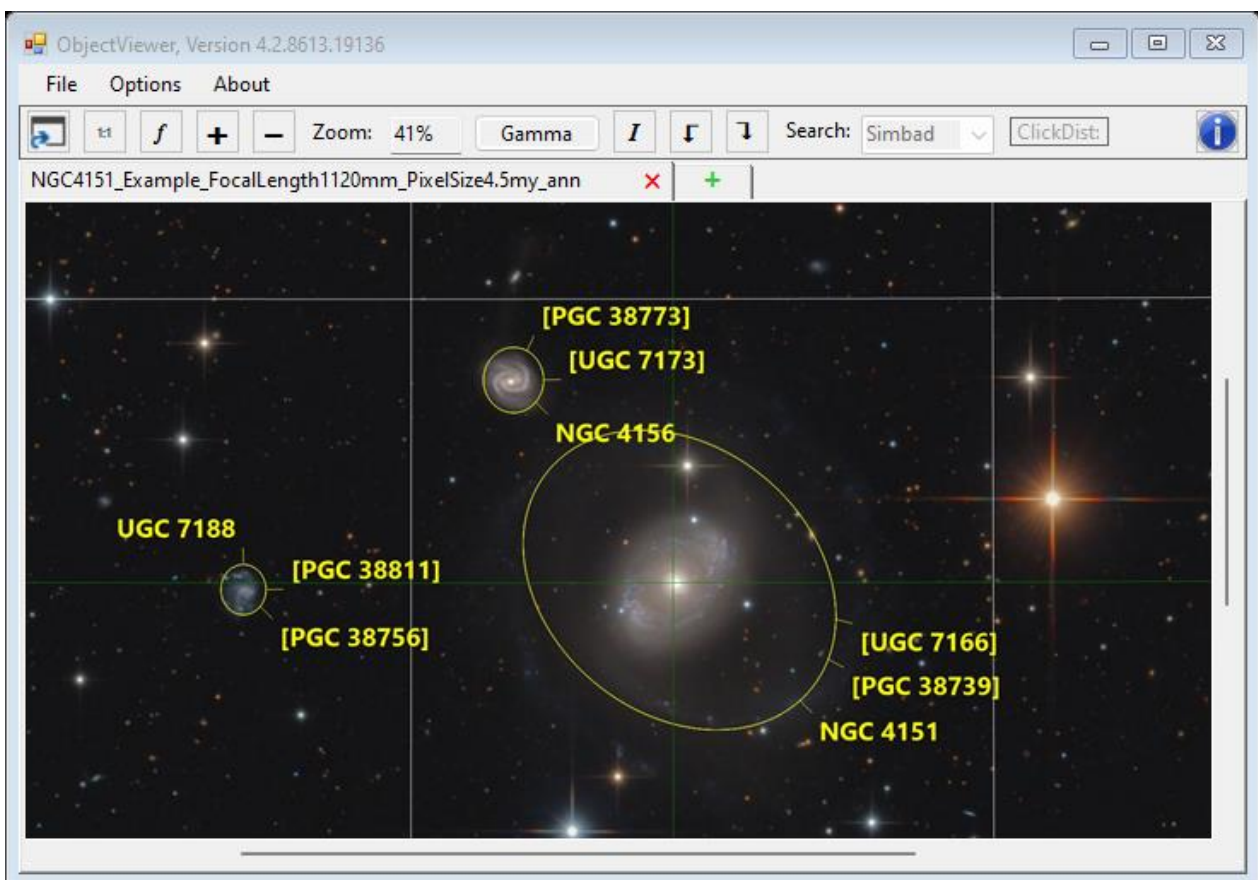 ObjectViewer, Version 4.2.8613.19136
File Options About
1:1 f + − Zoom: 41% Gamma I Search: Simbad ClickDist: i
NGC4151_Example_FocalLength1120mm_PixelSize4.5my_ann
[PGC 38773]
[UGC 7173]
NGC 4156
UGC 7188
[PGC 38811]
[PGC 38756]
[UGC 7166]
[PGC 38739]
NGC 4151